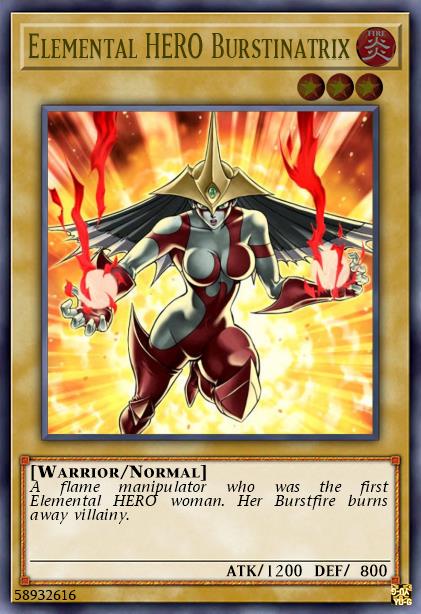 Elemental HERO Burstinatrix
FIRE
炎
[Warrior/Normal]
A flame manipulator who was the first
Elemental HERO woman. Her Burstfire burns
away villainy.
ATK/1200 DEF/ 800
58932616